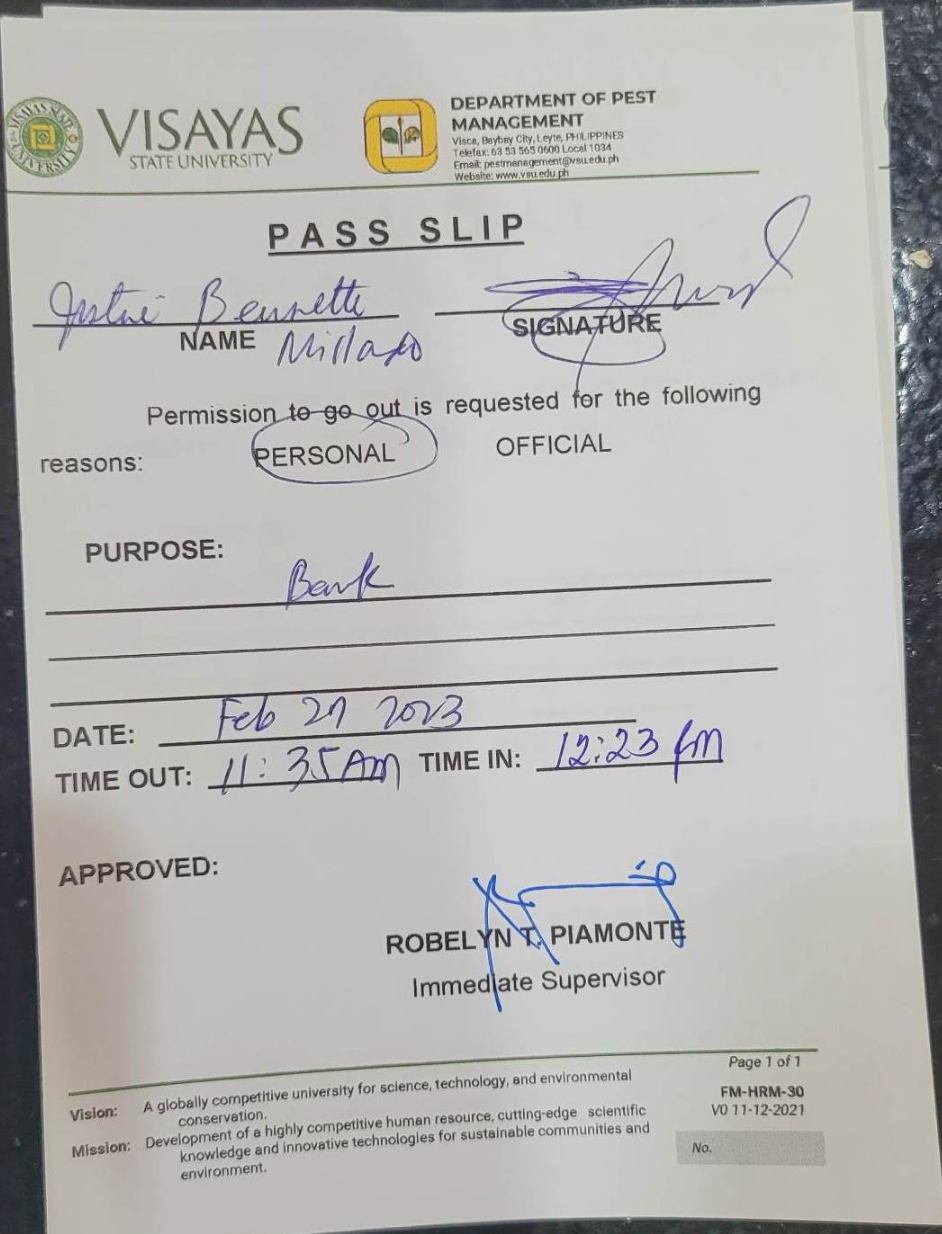 VISAYAS
STATE UNIVERSITY
VISAYAS STATE UNIVERSITY
DEPARTMENT OF PEST
MANAGEMENT
Visca, Baybay City, Leyte, PHILIPPINES
Telefax: 63 53 565 0600 Local 1034
Email: pestmanagement@vsu.edu.ph
Website: www.vsu.edu.ph
PASS SLIP
Bennette
NAME SIGNATURE
Permission to go out is requested for the following
reasons: PERSONAL OFFICIAL
PURPOSE:
Bank
DATE: Feb 27 2023
TIME OUT: 11:35 AM TIME IN: 12:23 pm
APPROVED:
ROBELYN T. PIAMONTE
Immediate Supervisor
Page 1 of 1
Vision: A globally competitive university for science, technology, and environmental
conservation.
FM-HRM-30
V0 11-12-2021
Mission: Development of a highly competitive human resource, cutting-edge scientific
knowledge and innovative technologies for sustainable communities and
environment.
No.